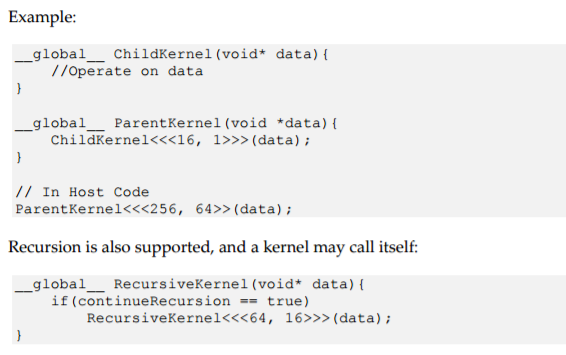 Example:
__global__ ChildKernel(void* data){
    //Operate on data
}
__global__ ParentKernel(void *data){
    ChildKernel<<<16, 1>>>(data);
}
// In Host Code
ParentKernel<<<256, 64>>(data);
Recursion is also supported, and a kernel may call itself:
__global__ RecursiveKernel(void* data){
    if(continueRecursion == true)
        RecursiveKernel<<<64, 16>>>(data);
}